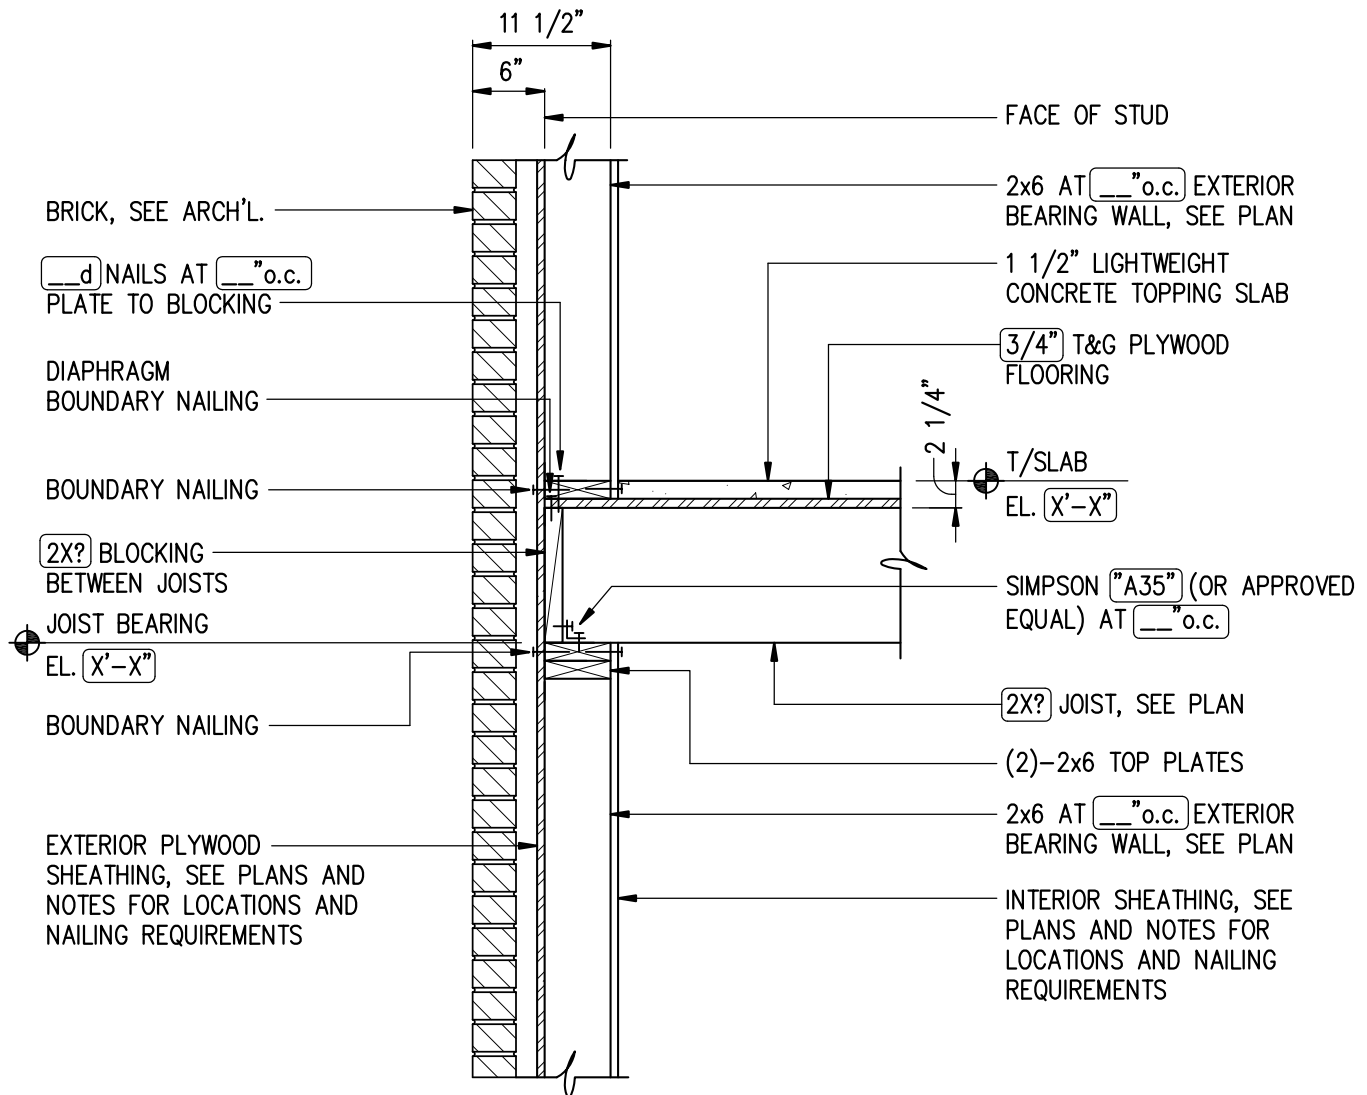 11 1/2"
6"
FACE OF STUD
2x6 AT __"o.c. EXTERIOR
BEARING WALL, SEE PLAN
1 1/2" LIGHTWEIGHT
CONCRETE TOPPING SLAB
3/4" T&G PLYWOOD
FLOORING
2 1/4"
T/SLAB
EL. X'-X"
SIMPSON "A35" (OR APPROVED
EQUAL) AT __"o.c.
2X? JOIST, SEE PLAN
(2)-2x6 TOP PLATES
2x6 AT __"o.c. EXTERIOR
BEARING WALL, SEE PLAN
INTERIOR SHEATHING, SEE
PLANS AND NOTES FOR
LOCATIONS AND NAILING
REQUIREMENTS
BRICK, SEE ARCH'L.
__d NAILS AT __"o.c.
PLATE TO BLOCKING
DIAPHRAGM
BOUNDARY NAILING
BOUNDARY NAILING
2X? BLOCKING
BETWEEN JOISTS
JOIST BEARING
EL. X'-X"
BOUNDARY NAILING
EXTERIOR PLYWOOD
SHEATHING, SEE PLANS AND
NOTES FOR LOCATIONS AND
NAILING REQUIREMENTS